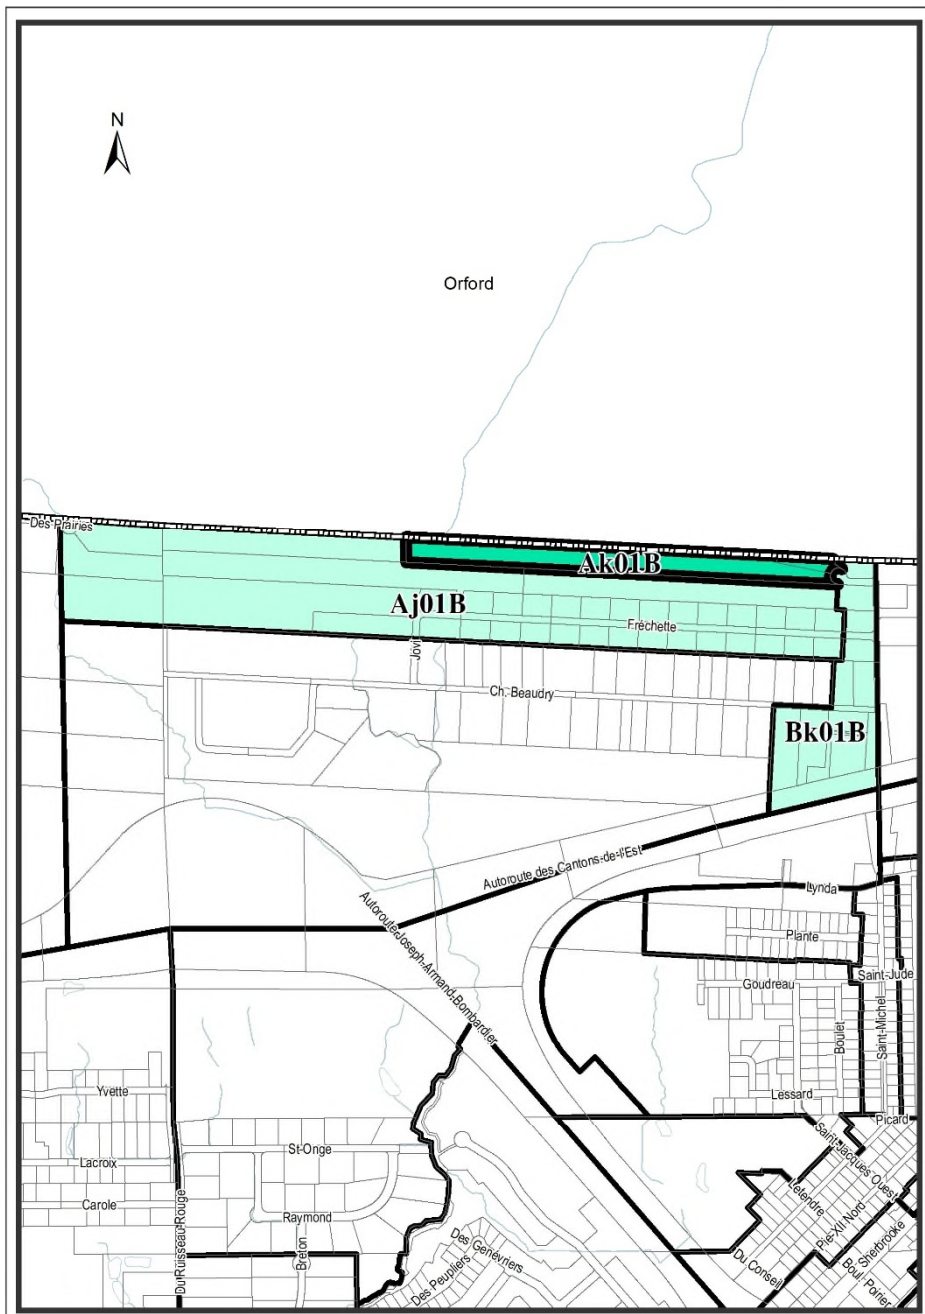 N
Orford
Des Prairies
Ak01B
Aj01B
Fréchette
Jovi
Ch. Beaudry
Bk01B
Autoroute des Cantons-de-l'Est
Lynda
Autoroute Joseph-Armand-Bombardier
Plante
Saint-Jude
Goudreau
Saint-Michel
Boulet
Yvette
Lessard
Picard
St-Onge
Saint-Jacques Ouest
Lacroix
Letendre
Carole
Du Ruisseau-Rouge
Raymond
Pie-XII Nord
Sherbrooke
Breton
Des Genévriers
Boul. Poirier
Du Conseil
Des Peupliers